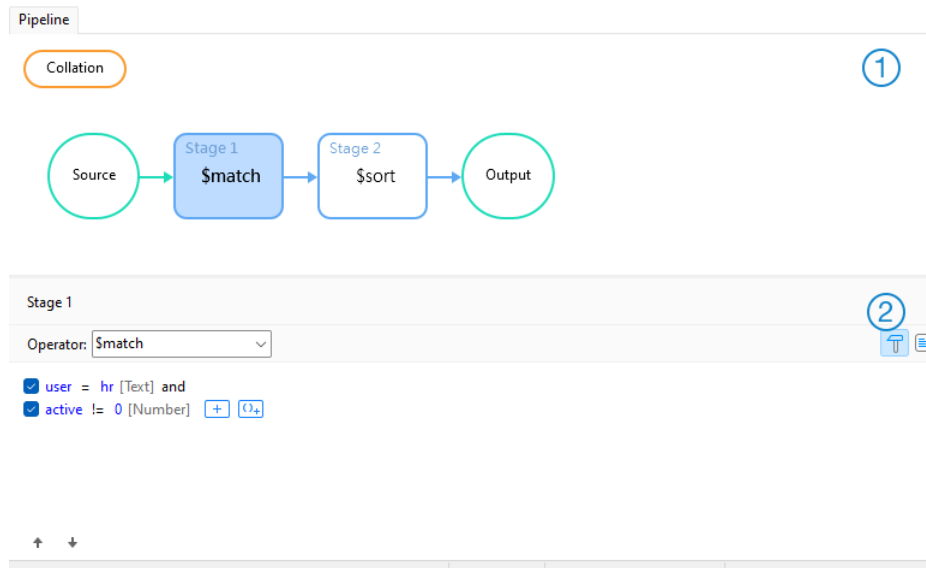 Pipeline
Collation
1
Source
Stage 1
$match
Stage 2
$sort
Output
Stage 1
2
Operator: $match
user = hr [Text] and
active != 0 [Number]